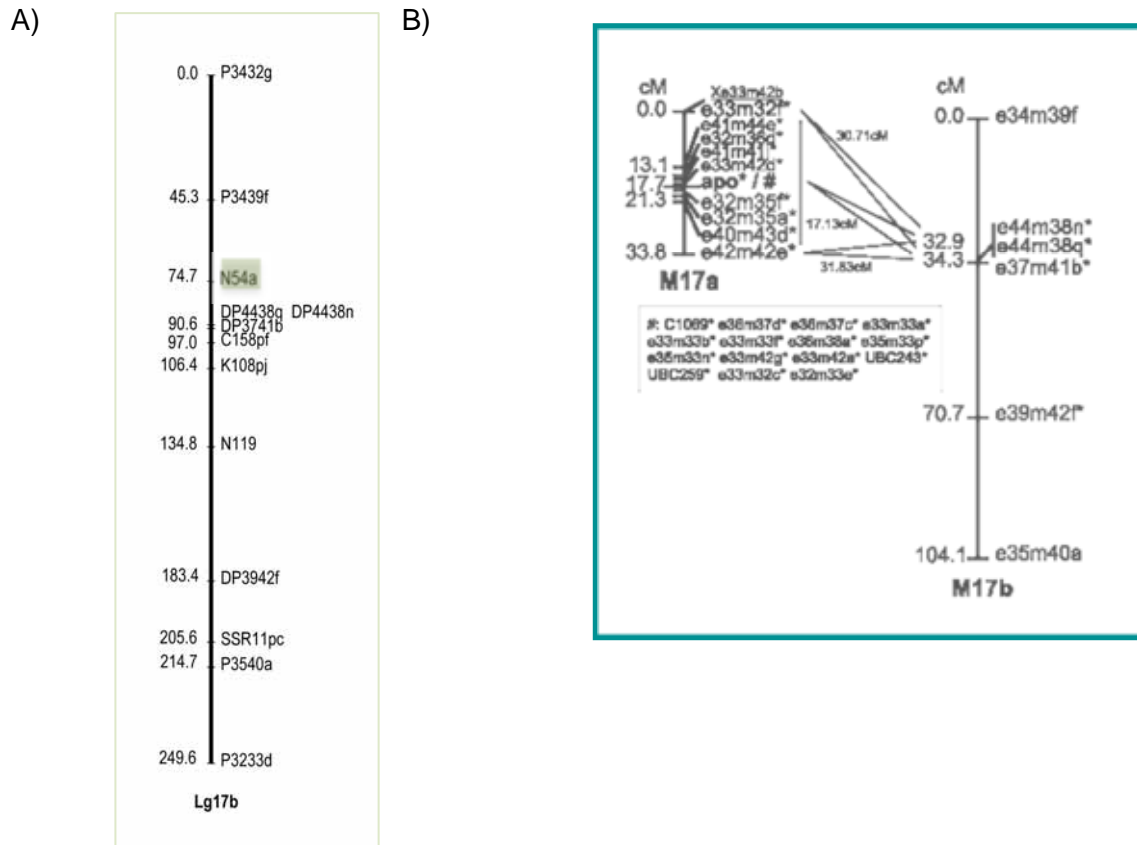 A)
B)
0.0 P3432g
45.3 P3439f
74.7 N54a
DP4438q DP4438n
90.6 DP3741b
97.0 C158pf
106.4 K108pj
134.8 N119
183.4 DP3942f
205.6 SSR11pc
214.7 P3540a
249.6 P3233d
Lg17b
cM
Xe33m42b
0.0 e33m32f*
e41m44e*
e32m36q*
13.1 e41m41i*
e33m42d*
17.7 apo* / #
21.3 e32m35f*
e32m35a*
e40m43d*
33.8 e42m42e*
M17a
30.71cM
17.13cM
31.83cM
#: C1069* e36m37d* e36m37c* e33m33a*
e33m33b* e33m33f* e36m38a* e35m33p*
e35m33n* e33m42g* e33m42a* UBC243*
UBC259* e33m32c* e32m33e*
cM
0.0 e34m39f
e44m38n*
32.9 e44m38q*
34.3 e37m41b*
70.7 e39m42f*
104.1 e35m40a
M17b